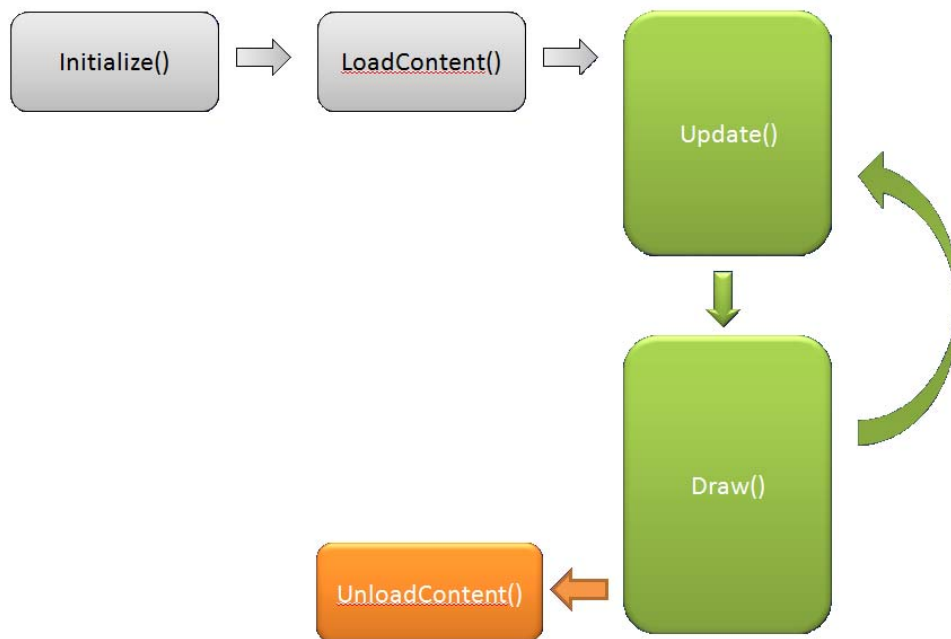 Initialize()
LoadContent()
Update()
Draw()
UnloadContent()